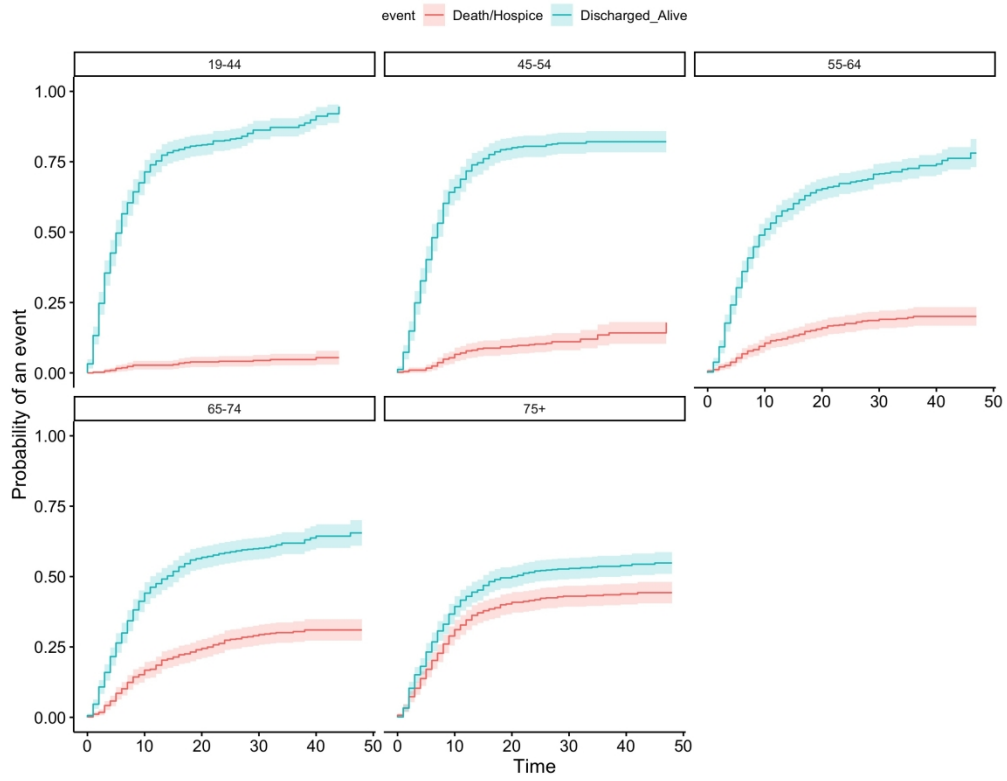 event Death/Hospice Discharged_Alive
19-44 45-54 55-64
1.00
0.75
0.50
0.25
0.00
0 10 20 30 40 50
65-74 75+
1.00
0.75
0.50
0.25
0.00
0 10 20 30 40 50 0 10 20 30 40 50
Probability of an event
Time